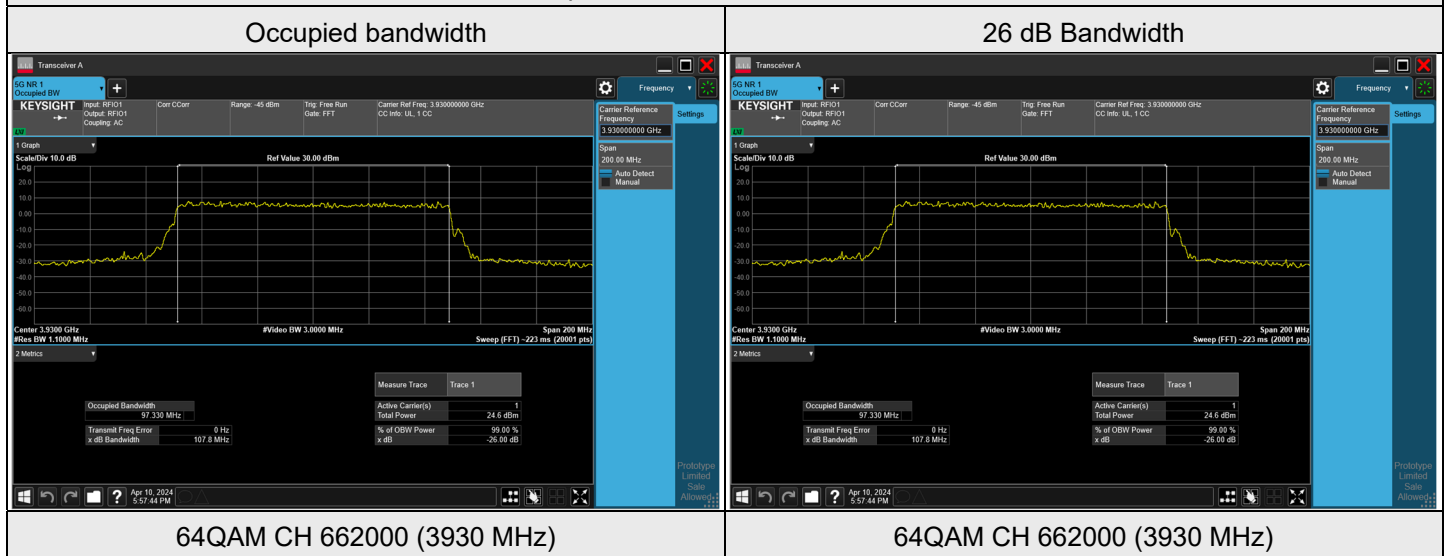 Occupied bandwidth
26 dB Bandwidth
Transceiver A
5G NR 1
Occupied BW
+
Frequency
KEYSIGHT
Input: RFIO1
Output: RFIO1
Coupling: AC
Corr CCorr
Range: -45 dBm
Trig: Free Run
Gate: FFT
Carrier Ref Freq: 3.930000000 GHz
CC Info: UL, 1 CC
LXI
Carrier Reference
Frequency
3.930000000 GHz
Settings
Span
200.00 MHz
Auto Detect
Manual
1 Graph
Scale/Div 10.0 dB
Ref Value 30.00 dBm
Log
20.0
10.0
0.00
-10.0
-20.0
-30.0
-40.0
-50.0
-60.0
Center 3.9300 GHz
#Video BW 3.0000 MHz
Span 200 MHz
#Res BW 1.1000 MHz
Sweep (FFT) ~223 ms (20001 pts)
2 Metrics
Measure Trace Trace 1
Occupied Bandwidth
97.330 MHz
Active Carrier(s) 1
Total Power 24.6 dBm
Transmit Freq Error 0 Hz
x dB Bandwidth 107.8 MHz
% of OBW Power 99.00 %
x dB -26.00 dB
Prototype
Limited
Sale
Allowed
?
Apr 10, 2024
5:57:44 PM
Transceiver A
5G NR 1
Occupied BW
+
Frequency
KEYSIGHT
Input: RFIO1
Output: RFIO1
Coupling: AC
Corr CCorr
Range: -45 dBm
Trig: Free Run
Gate: FFT
Carrier Ref Freq: 3.930000000 GHz
CC Info: UL, 1 CC
LXI
Carrier Reference
Frequency
3.930000000 GHz
Settings
Span
200.00 MHz
Auto Detect
Manual
1 Graph
Scale/Div 10.0 dB
Ref Value 30.00 dBm
Log
20.0
10.0
0.00
-10.0
-20.0
-30.0
-40.0
-50.0
-60.0
Center 3.9300 GHz
#Video BW 3.0000 MHz
Span 200 MHz
#Res BW 1.1000 MHz
Sweep (FFT) ~223 ms (20001 pts)
2 Metrics
Measure Trace Trace 1
Occupied Bandwidth
97.330 MHz
Active Carrier(s) 1
Total Power 24.6 dBm
Transmit Freq Error 0 Hz
x dB Bandwidth 107.8 MHz
% of OBW Power 99.00 %
x dB -26.00 dB
Prototype
Limited
Sale
Allowed
?
Apr 10, 2024
5:57:44 PM
64QAM CH 662000 (3930 MHz)
64QAM CH 662000 (3930 MHz)